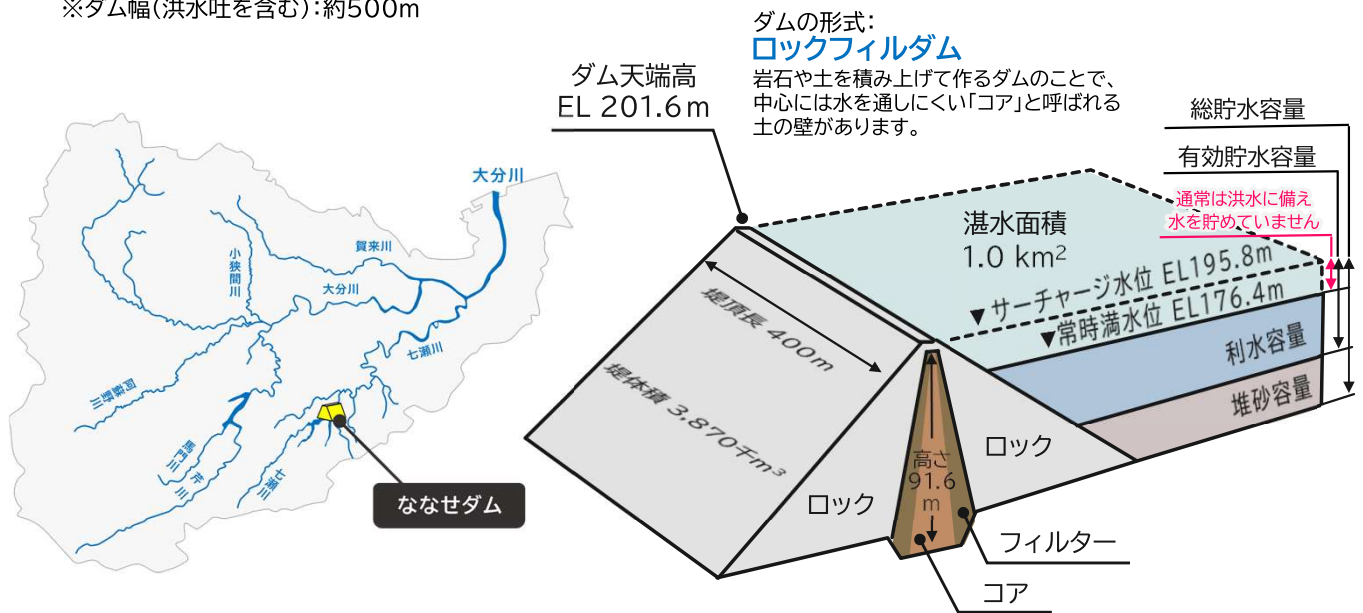 ※ダム幅(洪水吐を含む):約500m
大分川
賀来川
小狭間川
大分川
七瀬川
阿蘇野川
馬門川
芹川
七瀬川
ななせダム
ダムの形式:
ロックフィルダム
岩石や土を積み上げて作るダムのことで、
中心には水を通しにくい「コア」と呼ばれる
土の壁があります。
ダム天端高
EL 201.6m
総貯水容量
有効貯水容量
通常は洪水に備え
水を貯めていません
湛水面積
1.0 km²
▼サーチャージ水位 EL195.8m
▼常時満水位 EL176.4m
利水容量
堆砂容量
堤頂長 400m
堤体積 3,870千m³
ロック
高さ
91.6
m
ロック
フィルター
コア